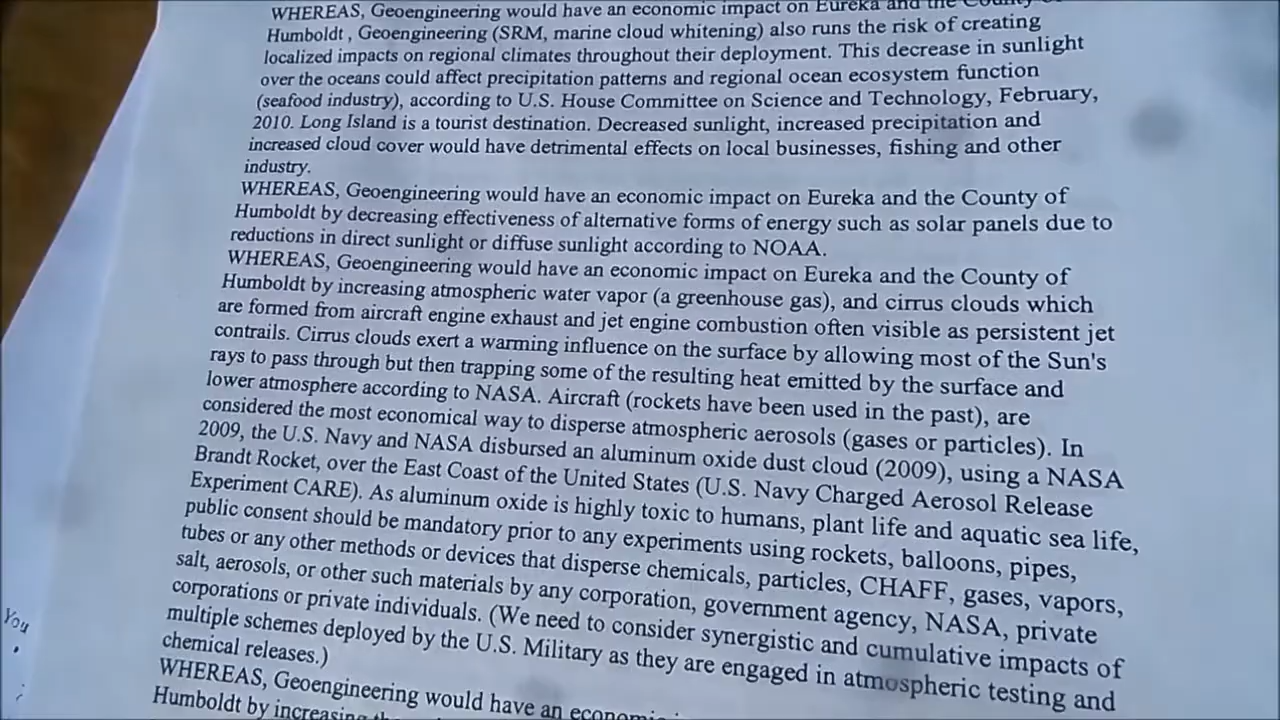 WHEREAS, Geoengineering would have an economic impact on Eureka and the County of
Humboldt , Geoengineering (SRM, marine cloud whitening) also runs the risk of creating
localized impacts on regional climates throughout their deployment. This decrease in sunlight
over the oceans could affect precipitation patterns and regional ocean ecosystem function
(seafood industry), according to U.S. House Committee on Science and Technology, February,
2010. Long Island is a tourist destination. Decreased sunlight, increased precipitation and
increased cloud cover would have detrimental effects on local businesses, fishing and other
industry.
WHEREAS, Geoengineering would have an economic impact on Eureka and the County of
Humboldt by decreasing effectiveness of alternative forms of energy such as solar panels due to
reductions in direct sunlight or diffuse sunlight according to NOAA.
WHEREAS, Geoengineering would have an economic impact on Eureka and the County of
Humboldt by increasing atmospheric water vapor (a greenhouse gas), and cirrus clouds which
are formed from aircraft engine exhaust and jet engine combustion often visible as persistent jet
contrails. Cirrus clouds exert a warming influence on the surface by allowing most of the Sun's
rays to pass through but then trapping some of the resulting heat emitted by the surface and
lower atmosphere according to NASA. Aircraft (rockets have been used in the past), are
considered the most economical way to disperse atmospheric aerosols (gases or particles). In
2009, the U.S. Navy and NASA disbursed an aluminum oxide dust cloud (2009), using a NASA
Brandt Rocket, over the East Coast of the United States (U.S. Navy Charged Aerosol Release
Experiment CARE). As aluminum oxide is highly toxic to humans, plant life and aquatic sea life,
public consent should be mandatory prior to any experiments using rockets, balloons, pipes,
tubes or any other methods or devices that disperse chemicals, particles, CHAFF, gases, vapors,
salt, aerosols, or other such materials by any corporation, government agency, NASA, private
corporations or private individuals. (We need to consider synergistic and cumulative impacts of
multiple schemes deployed by the U.S. Military as they are engaged in atmospheric testing and
chemical releases.)
WHEREAS, Geoengineering would have an economic
Humboldt by increasing
You